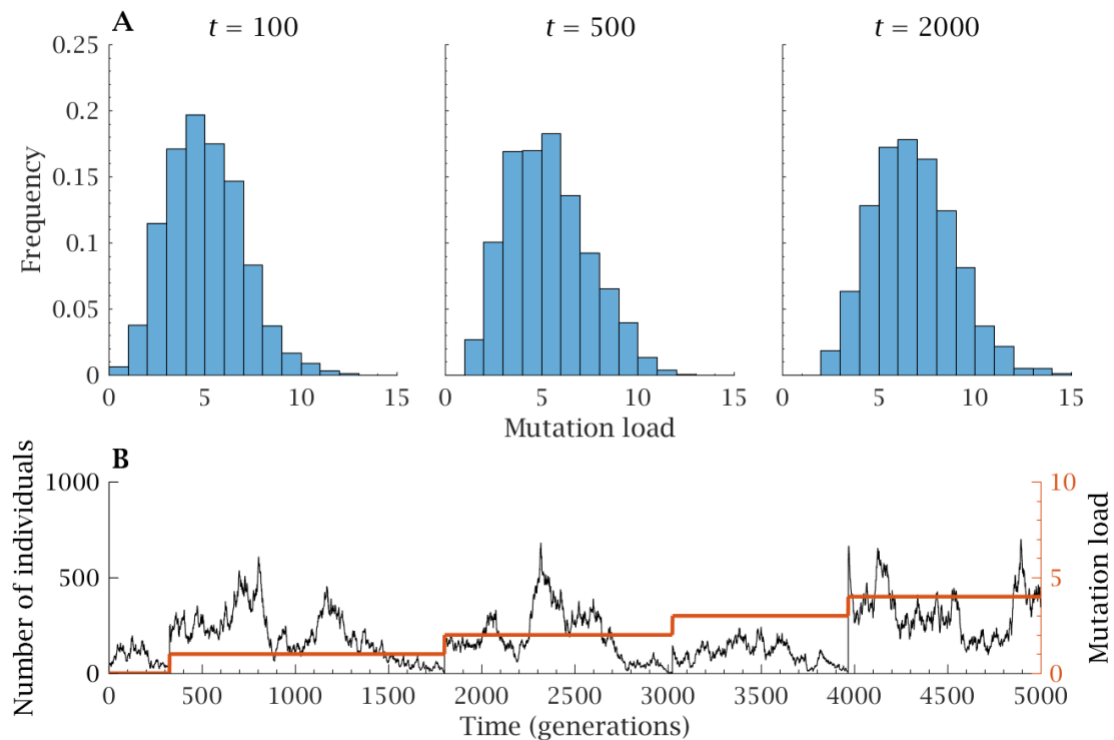 A
t = 100
t = 500
t = 2000
0.25
0.2
0.15
0.1
0.05
0
Frequency
0 5 10 15
0 5 10 15
0 5 10 15
Mutation load
B
1000
500
0
Number of individuals
10
5
0
Mutation load
0 500 1000 1500 2000 2500 3000 3500 4000 4500 5000
Time (generations)